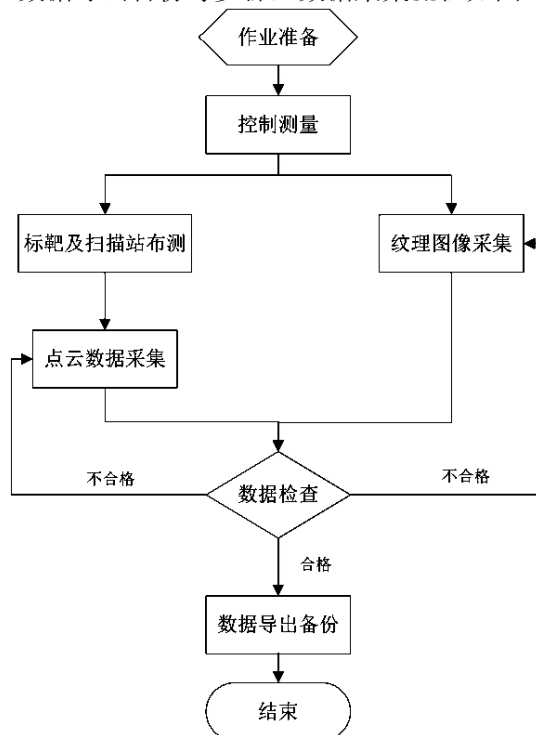 作业准备
控制测量
标靶及扫描站布测
纹理图像采集
点云数据采集
不合格
数据检查
不合格
合格
数据导出备份
结束